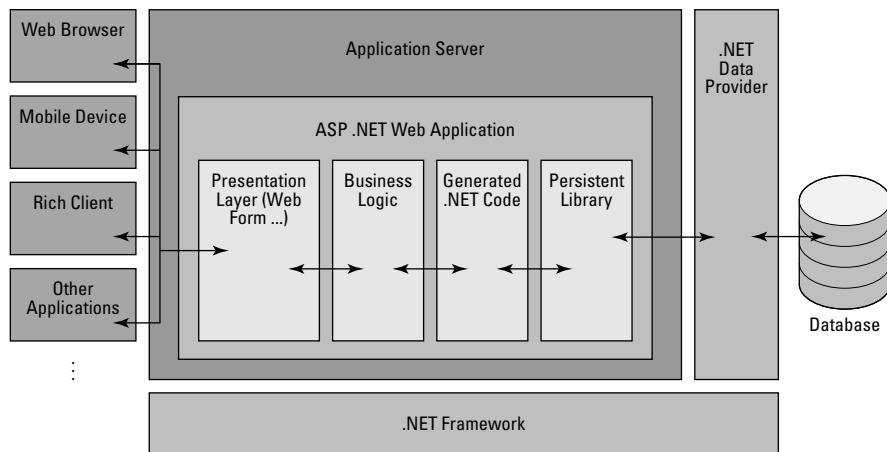 Web Browser
Mobile Device
Rich Client
Other
Applications
⋮
Application Server
ASP .NET Web Application
Presentation
Layer (Web
Form ...)
Business
Logic
Generated
.NET Code
Persistent
Library
.NET
Data
Provider
Database
.NET Framework